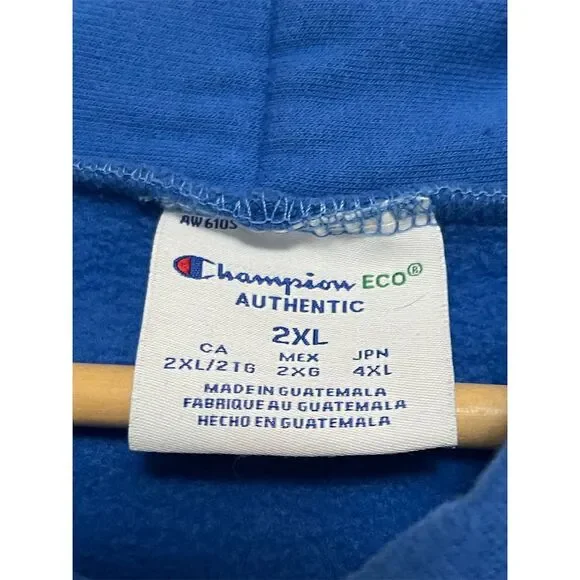 AW6105
Champion ECO®
AUTHENTIC
2XL
CA MEX JPN
2XL/2TG 2XG 4XL
MADE IN GUATEMALA
FABRIQUE AU GUATEMALA
HECHO EN GUATEMALA